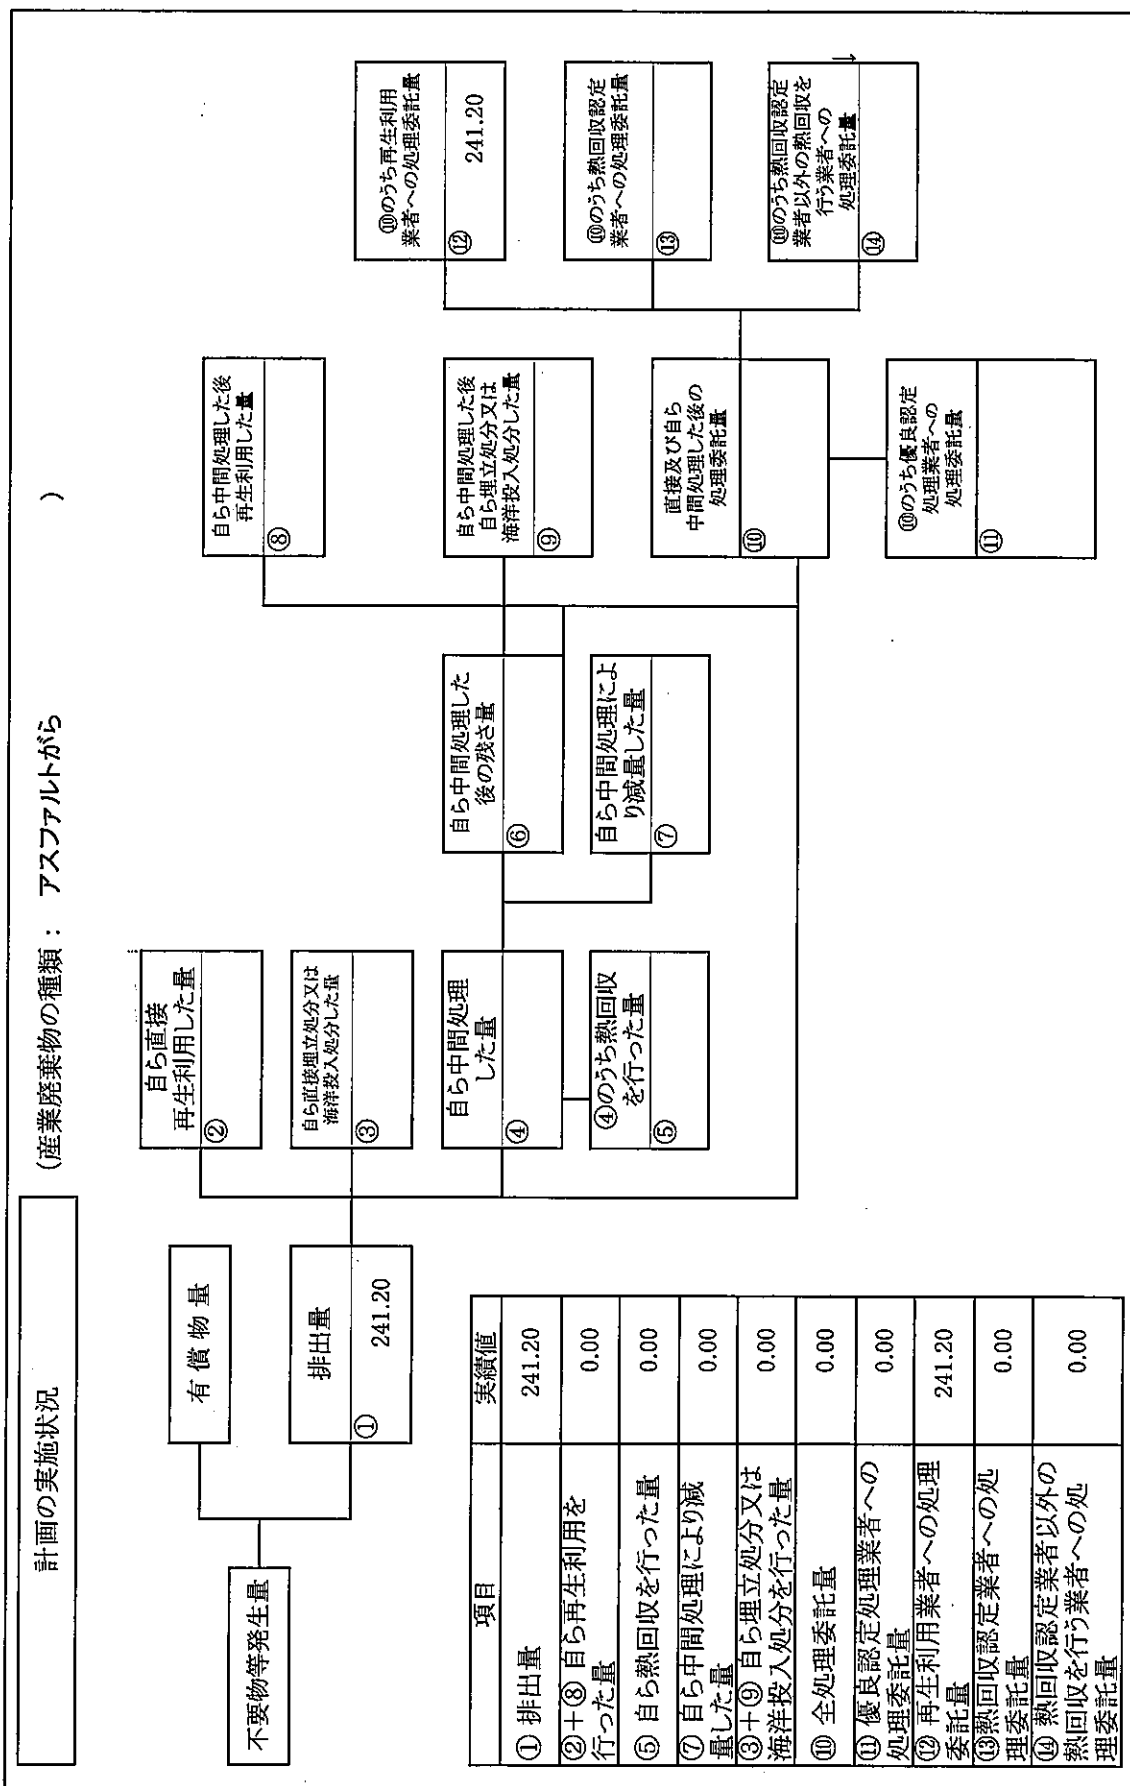 計画の実施状況
(産業廃棄物の種類： アスファルトがら )
不要物等発生量
有償物量
排出量
①
241.20
自ら直接
再生利用した量
②
自ら直接埋立処分又は
海洋投入処分した量
③
自ら中間処理
した量
④
④のうち熱回収
を行った量
⑤
自ら中間処理した
後の残さ量
⑥
自ら中間処理によ
り減量した量
⑦
自ら中間処理した後
再生利用した量
⑧
自ら中間処理した後
自ら埋立処分又は
海洋投入処分した量
⑨
直接及び自ら
中間処理した後の
処理委託量
⑩
⑩のうち優良認定
処理業者への
処理委託量
⑪
⑩のうち再生利用
業者への処理委託量
⑫
241.20
⑩のうち熱回収認定
業者への処理委託量
⑬
⑩のうち熱回収認定
業者以外の熱回収を
行う業者への
処理委託量
⑭
項目 実績値
① 排出量 241.20
②＋⑧ 自ら再生利用を
行った量 0.00
⑤ 自ら熱回収を行った量 0.00
⑦ 自ら中間処理により減
量した量 0.00
③＋⑨ 自ら埋立処分又は
海洋投入処分を行った量 0.00
⑩ 全処理委託量 0.00
⑪ 優良認定処理業者への
処理委託量 0.00
⑫ 再生利用業者への処理
委託量 241.20
⑬熱回収認定業者への処
理委託量 0.00
⑭ 熱回収認定業者以外の
熱回収を行う業者への処
理委託量 0.00